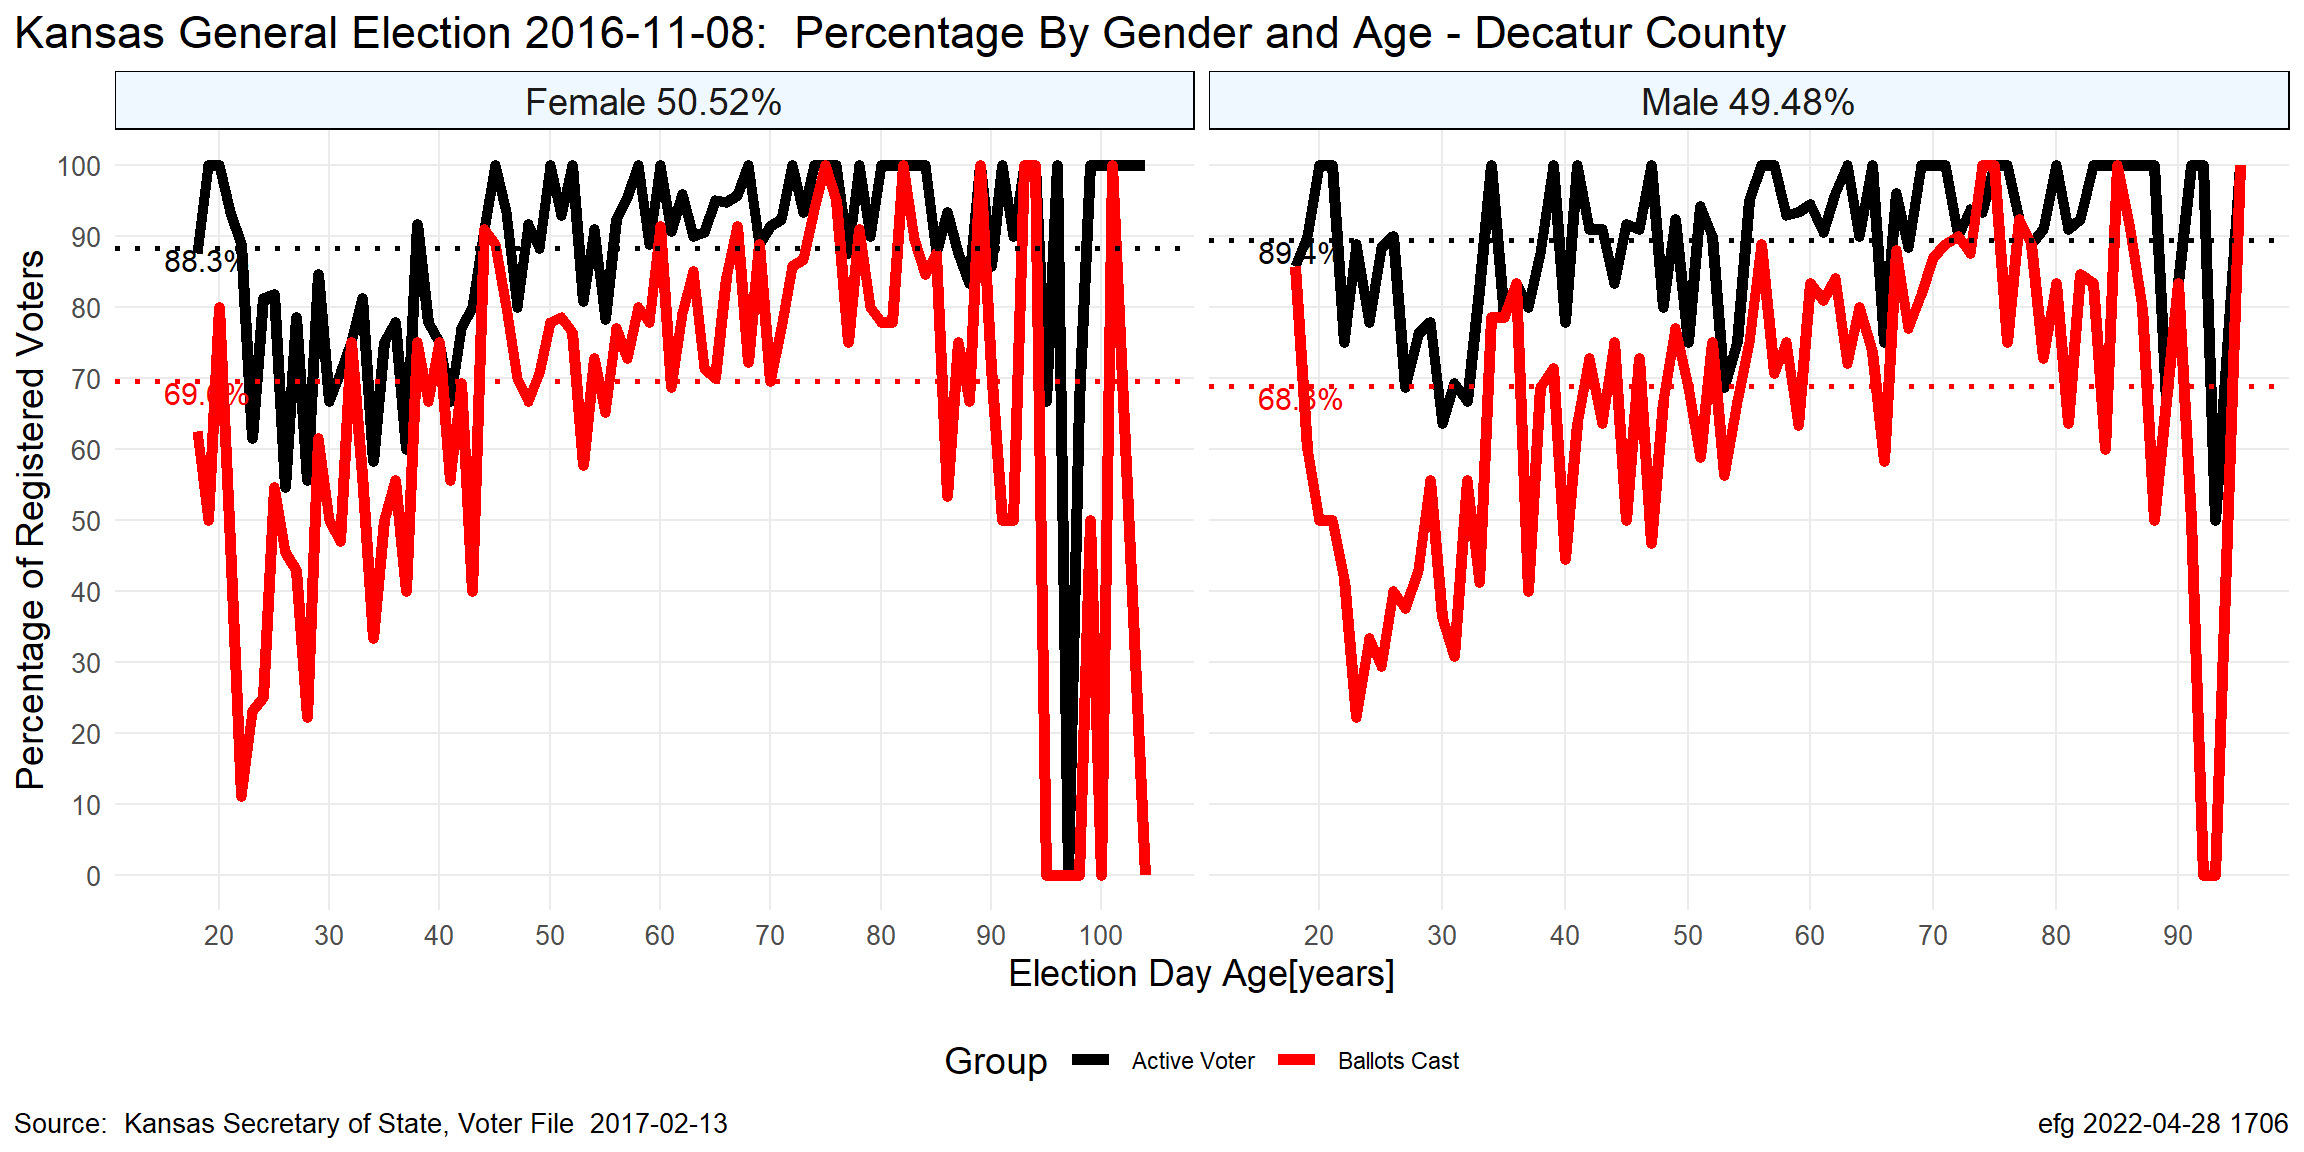 Kansas General Election 2016-11-08:  Percentage By Gender and Age - Decatur County
Female 50.52%
Male 49.48%
Percentage of Registered Voters
100
90
80
70
60
50
40
30
20
10
0
88.3%
89.4%
20 30 40 50 60 70 80 90 100
20 30 40 50 60 70 80 90
Election Day Age[years]
Group Active Voter Ballots Cast
Source:  Kansas Secretary of State, Voter File  2017-02-13
efg 2022-04-28 1706